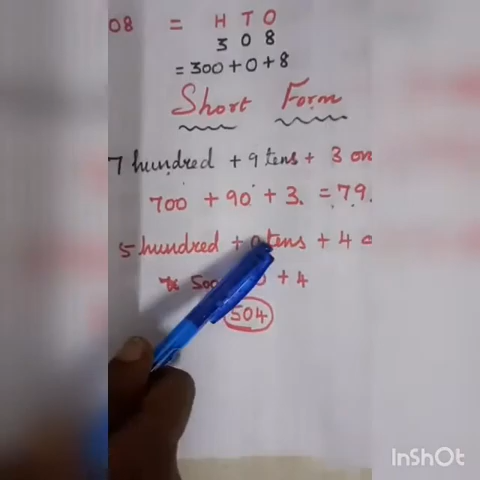 08 = H T O
3 0 8
= 300 + 0 + 8
Short Form
7 hundred + 9 tens + 3 on
700 + 90 + 3. = 79.
5 hundred + 0 tens + 4 o
500 + 4
504
InShOt